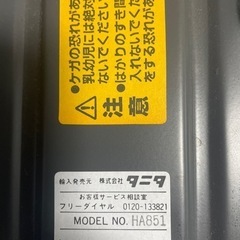 ●ケガの恐れがあ
乳幼児には絶対
ないでください
●はかりのすき間
入れないでくださ
をする恐れがあ
注意
輸入発売元 株式会社 タニタ
お客様サービス相談室
フリーダイヤル 0120-133821
MODEL NO. HA851